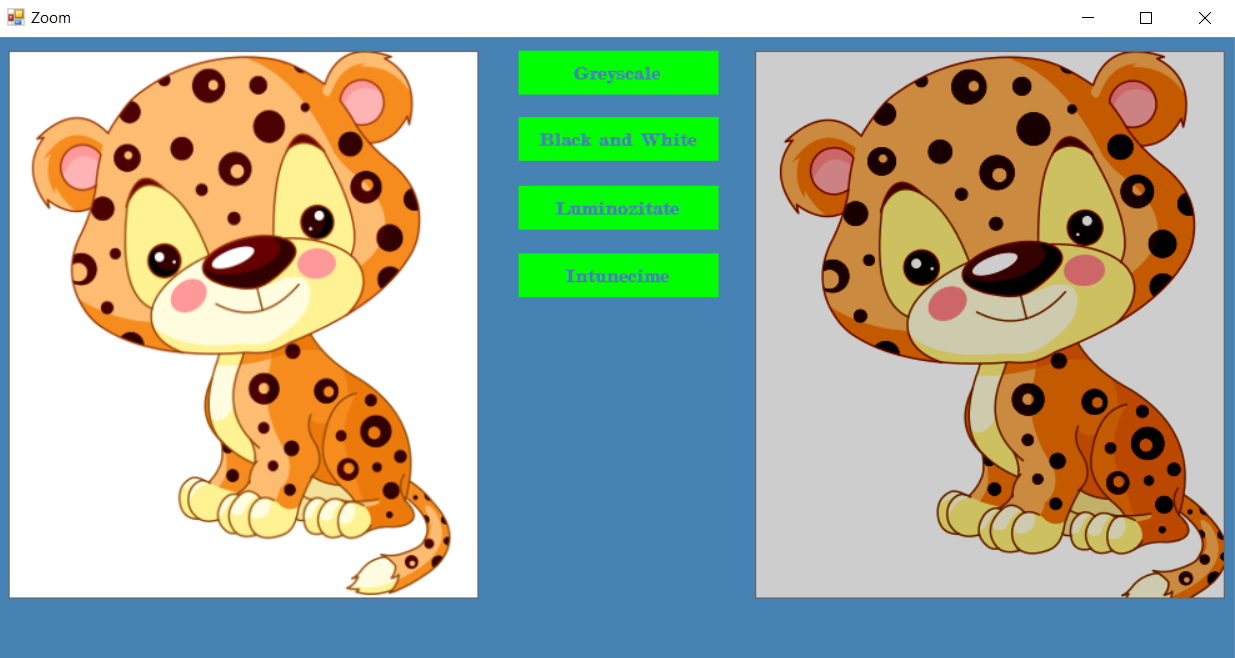 Zoom
Greyscale
Black and White
Luminozitate
Intunecime